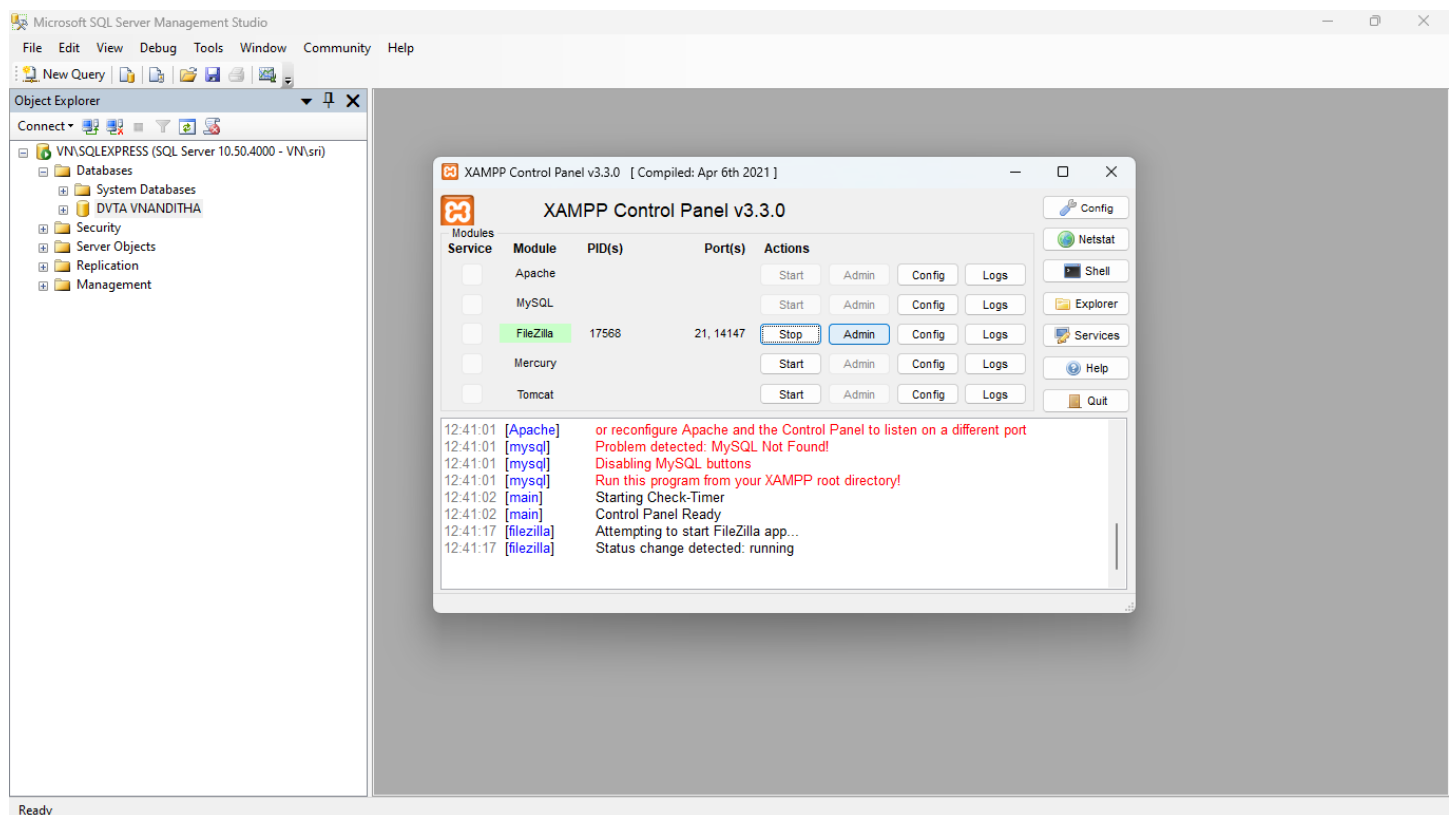 Microsoft SQL Server Management Studio
File Edit View Debug Tools Window Community Help
New Query
Object Explorer
Connect
VN\SQLEXPRESS (SQL Server 10.50.4000 - VN\sri)
Databases
System Databases
DVTA VNANDITHA
Security
Server Objects
Replication
Management
XAMPP Control Panel v3.3.0 [ Compiled: Apr 6th 2021 ]
XAMPP Control Panel v3.3.0
Config
Modules
Service Module PID(s) Port(s) Actions
Netstat
Apache Start Admin Config Logs
Shell
MySQL Start Admin Config Logs
Explorer
FileZilla 17568 21, 14147 Stop Admin Config Logs
Services
Mercury Start Admin Config Logs
Help
Tomcat Start Admin Config Logs
Quit
12:41:01 [Apache] or reconfigure Apache and the Control Panel to listen on a different port
12:41:01 [mysql] Problem detected: MySQL Not Found!
12:41:01 [mysql] Disabling MySQL buttons
12:41:01 [mysql] Run this program from your XAMPP root directory!
12:41:02 [main] Starting Check-Timer
12:41:02 [main] Control Panel Ready
12:41:17 [filezilla] Attempting to start FileZilla app...
12:41:17 [filezilla] Status change detected: running
Ready